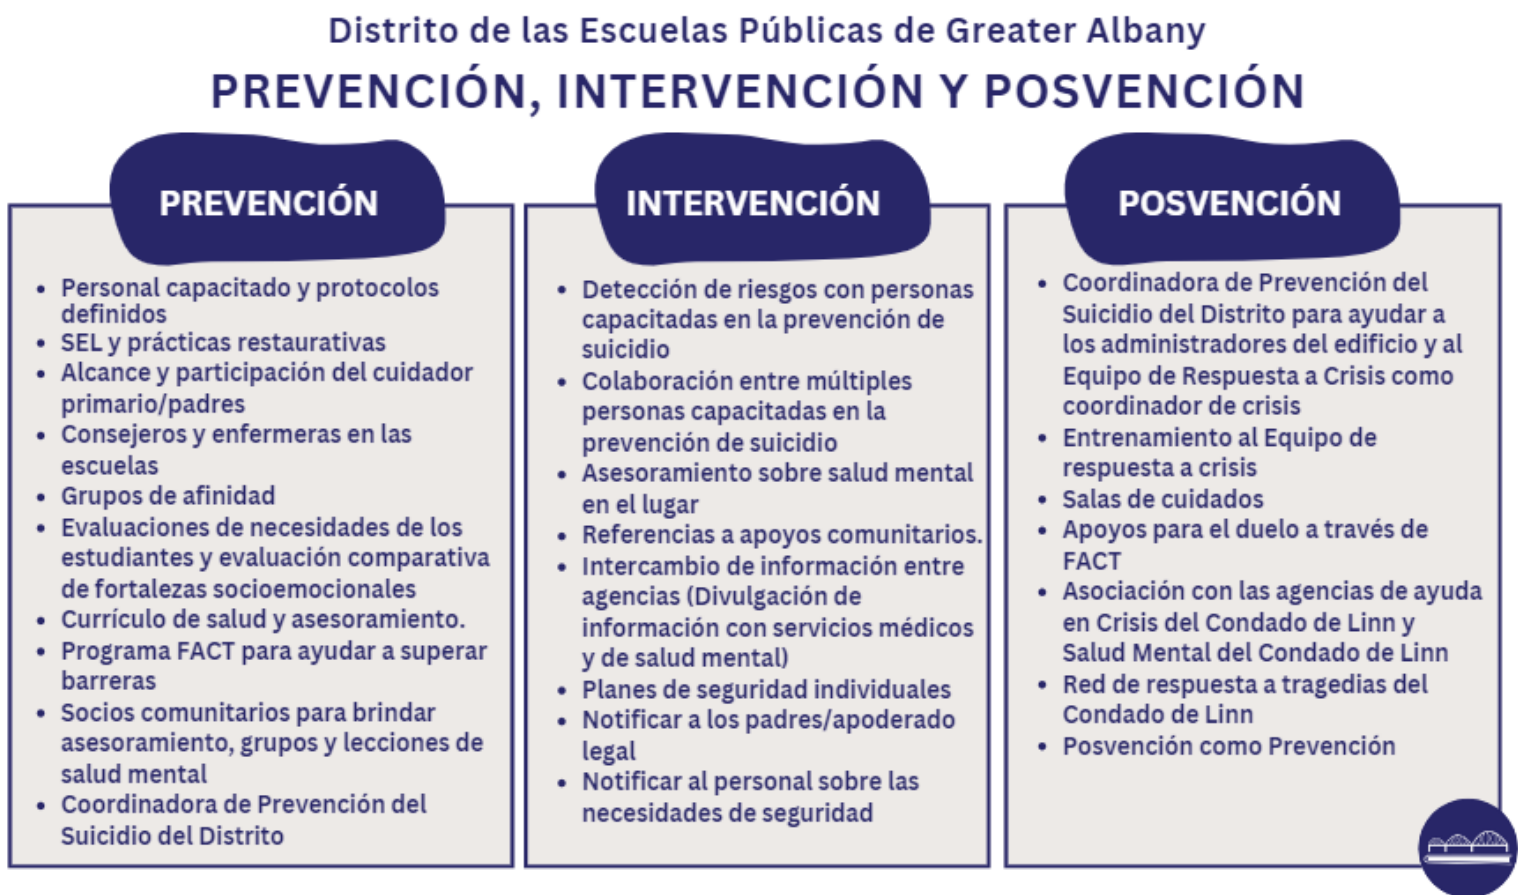 Distrito de las Escuelas Públicas de Greater Albany
PREVENCIÓN, INTERVENCIÓN Y POSVENCIÓN
PREVENCIÓN
• Personal capacitado y protocolos
definidos
• SEL y prácticas restaurativas
• Alcance y participación del cuidador
primario/padres
• Consejeros y enfermeras en las
escuelas
• Grupos de afinidad
• Evaluaciones de necesidades de los
estudiantes y evaluación comparativa
de fortalezas socioemocionales
• Currículo de salud y asesoramiento.
• Programa FACT para ayudar a superar
barreras
• Socios comunitarios para brindar
asesoramiento, grupos y lecciones de
salud mental
• Coordinadora de Prevención del
Suicidio del Distrito
INTERVENCIÓN
• Detección de riesgos con personas
capacitadas en la prevención de
suicidio
• Colaboración entre múltiples
personas capacitadas en la
prevención de suicidio
• Asesoramiento sobre salud mental
en el lugar
• Referencias a apoyos comunitarios.
• Intercambio de información entre
agencias (Divulgación de
información con servicios médicos
y de salud mental)
• Planes de seguridad individuales
• Notificar a los padres/apoderado
legal
• Notificar al personal sobre las
necesidades de seguridad
POSVENCIÓN
• Coordinadora de Prevención del
Suicidio del Distrito para ayudar a
los administradores del edificio y al
Equipo de Respuesta a Crisis como
coordinador de crisis
• Entrenamiento al Equipo de
respuesta a crisis
• Salas de cuidados
• Apoyos para el duelo a través de
FACT
• Asociación con las agencias de ayuda
en Crisis del Condado de Linn y
Salud Mental del Condado de Linn
• Red de respuesta a tragedias del
Condado de Linn
• Posvención como Prevención